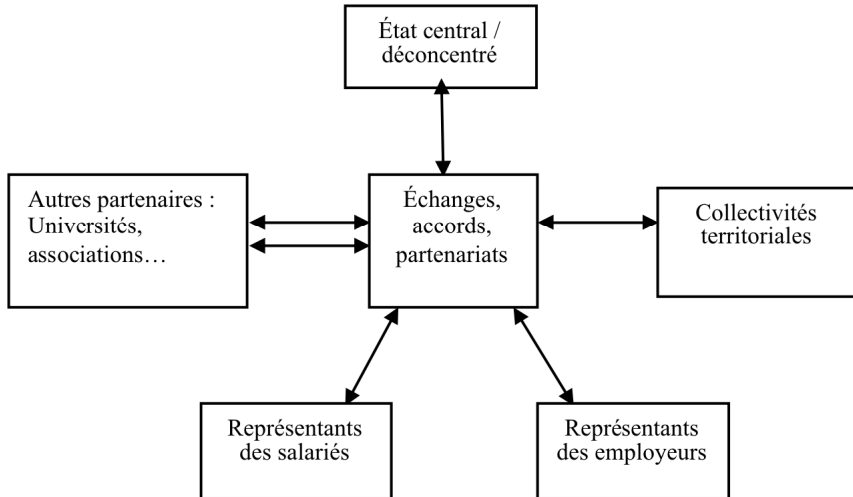 État central /
déconcentré
Autres partenaires :
Universités,
associations…
Échanges,
accords,
partenariats
Collectivités
territoriales
Représentants
des salariés
Représentants
des employeurs